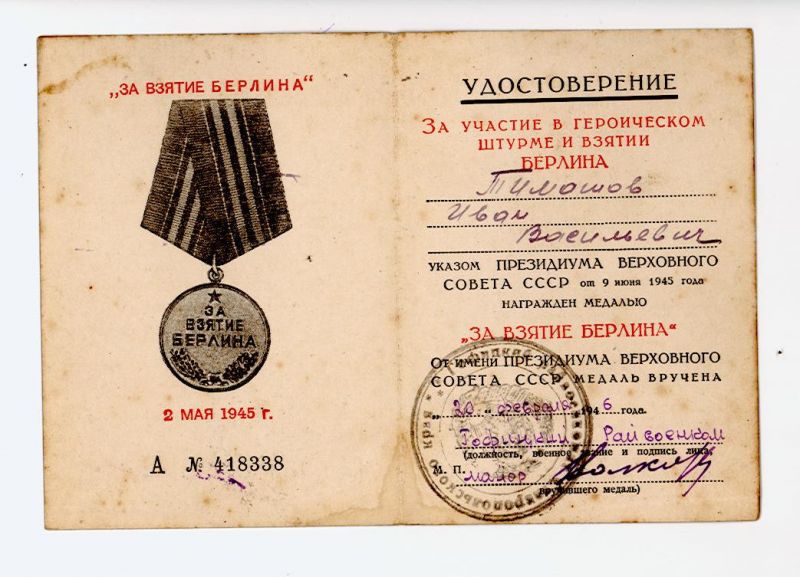 „ЗА ВЗЯТИЕ БЕРЛИНА“
ЗА
ВЗЯТИЕ
БЕРЛИНА
2 МАЯ 1945 г.
А № 418338
УДОСТОВЕРЕНИЕ
ЗА УЧАСТИЕ В ГЕРОИЧЕСКОМ
ШТУРМЕ И ВЗЯТИИ
БЕРЛИНА
Тимошов
Иван
Васильевич
УКАЗОМ ПРЕЗИДИУМА ВЕРХОВНОГО
СОВЕТА СССР от 9 июня 1945 года
НАГРАЖДЕН МЕДАЛЬЮ
„ЗА ВЗЯТИЕ БЕРЛИНА“
От имени ПРЕЗИДИУМА ВЕРХОВНОГО
СОВЕТА СССР МЕДАЛЬ ВРУЧЕНА
„20“ февраля 1946 года.
Райвоенком
(должность, военное звание и подпись лица,
М. П. майор
вручившего медаль)
края